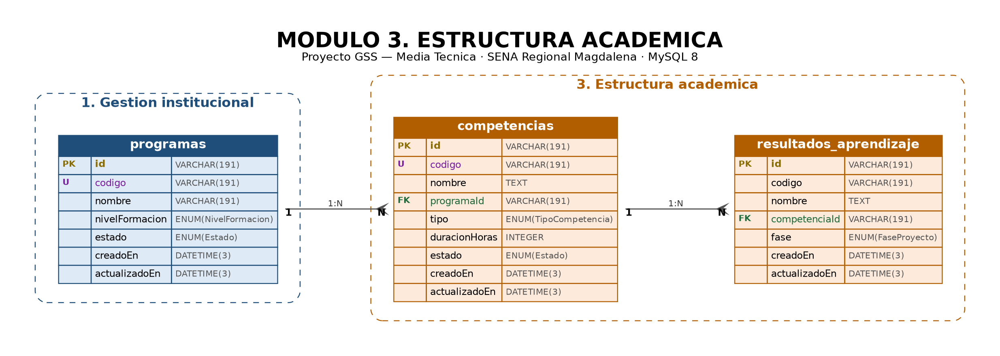 MODULO 3. ESTRUCTURA ACADEMICA
Proyecto GSS — Media Tecnica · SENA Regional Magdalena · MySQL 8
1. Gestion institucional
programas
PK id VARCHAR(191)
U codigo VARCHAR(191)
nombre VARCHAR(191)
nivelFormacion ENUM(NivelFormacion)
estado ENUM(Estado)
creadoEn DATETIME(3)
actualizadoEn DATETIME(3)
1 1:N N
3. Estructura academica
competencias
PK id VARCHAR(191)
U codigo VARCHAR(191)
nombre TEXT
FK programaId VARCHAR(191)
tipo ENUM(TipoCompetencia)
duracionHoras INTEGER
estado ENUM(Estado)
creadoEn DATETIME(3)
actualizadoEn DATETIME(3)
1 1:N N
resultados_aprendizaje
PK id VARCHAR(191)
codigo VARCHAR(191)
nombre TEXT
FK competenciaId VARCHAR(191)
fase ENUM(FaseProyecto)
creadoEn DATETIME(3)
actualizadoEn DATETIME(3)